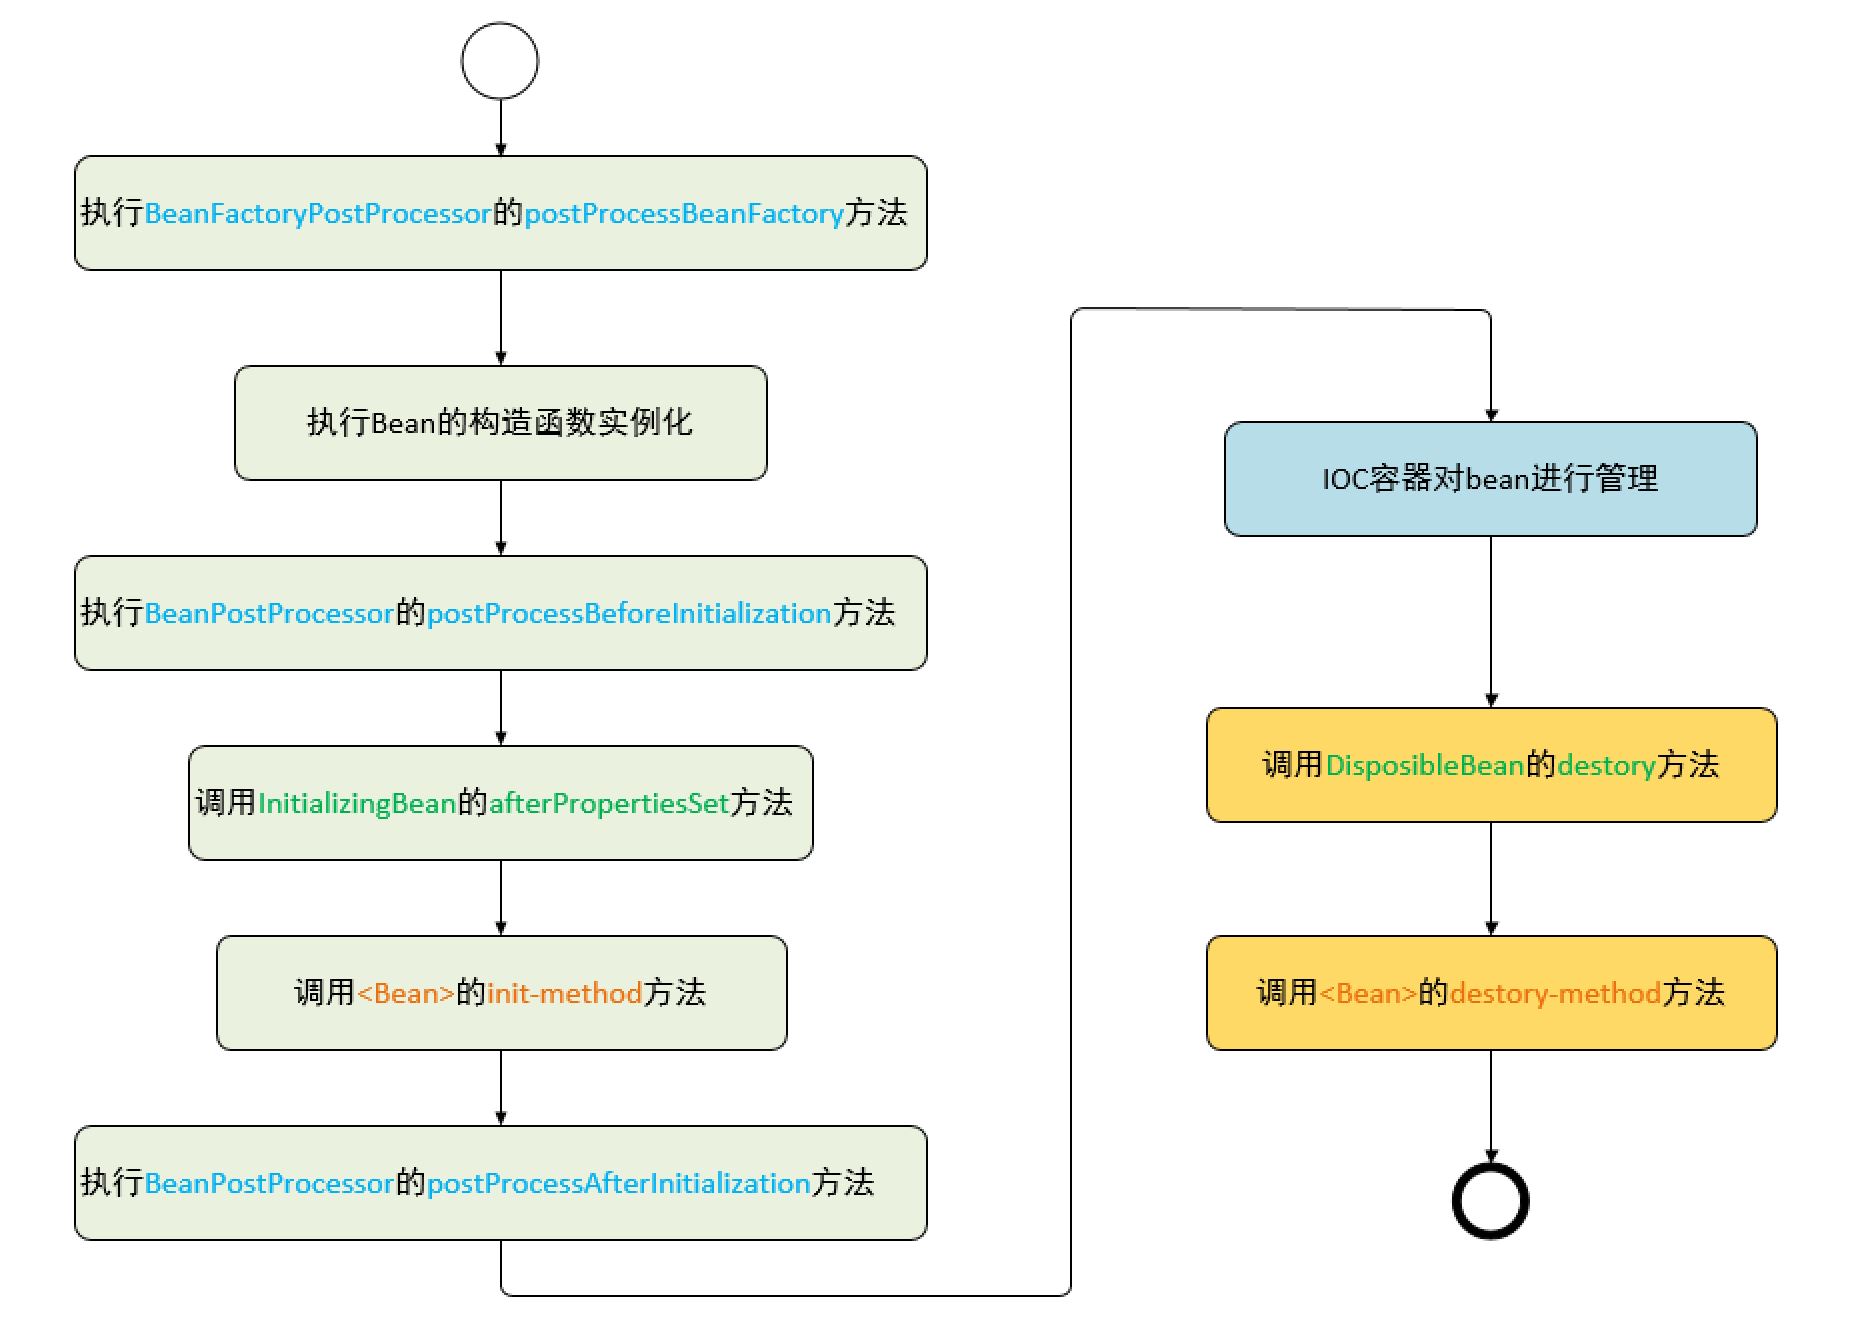 执行BeanFactoryPostProcessor的postProcessBeanFactory方法
执行Bean的构造函数实例化
执行BeanPostProcessor的postProcessBeforeInitialization方法
调用InitializingBean的afterPropertiesSet方法
调用<Bean>的init-method方法
执行BeanPostProcessor的postProcessAfterInitialization方法
IOC容器对bean进行管理
调用DisposibleBean的destory方法
调用<Bean>的destory-method方法